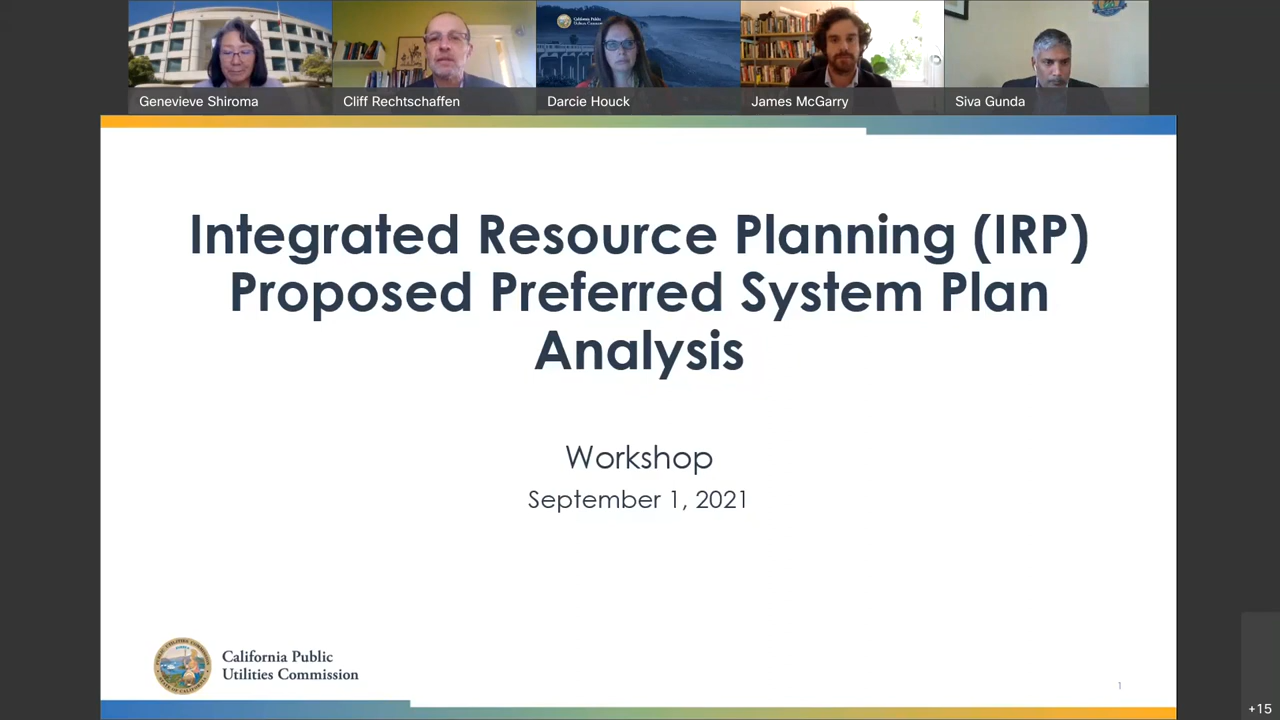 Genevieve Shiroma
Cliff Rechtschaffen
Darcie Houck
James McGarry
Siva Gunda
Integrated Resource Planning (IRP)
Proposed Preferred System Plan
Analysis
Workshop
September 1, 2021
California Public
Utilities Commission
1
+15